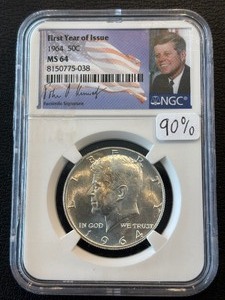 First Year of Issue
1964 50C
MS 64
8150775-038
Facsimile Signature
NGC
90%
LIBERTY
IN GOD WE TRUST
1964